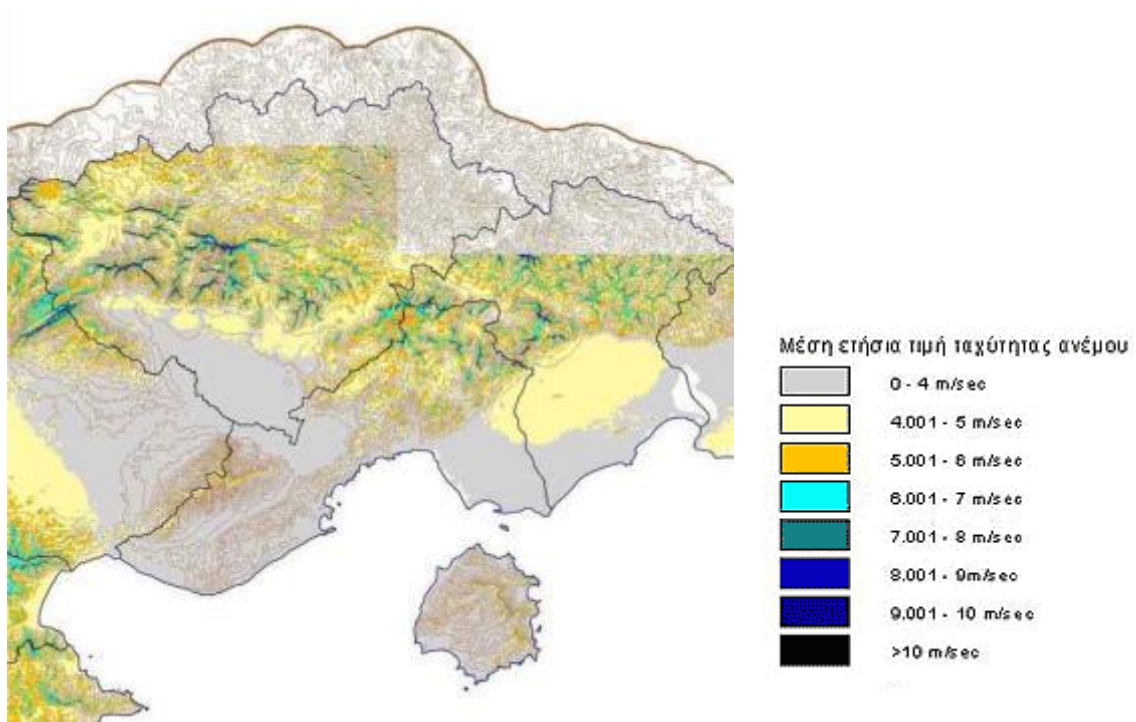 Μέση ετήσια τιμή ταχύτητας ανέμου
0 - 4 m/sec
4.001 - 5 m/sec
5.001 - 6 m/sec
6.001 - 7 m/sec
7.001 - 8 m/sec
8.001 - 9m/sec
9.001 - 10 m/sec
>10 m/sec